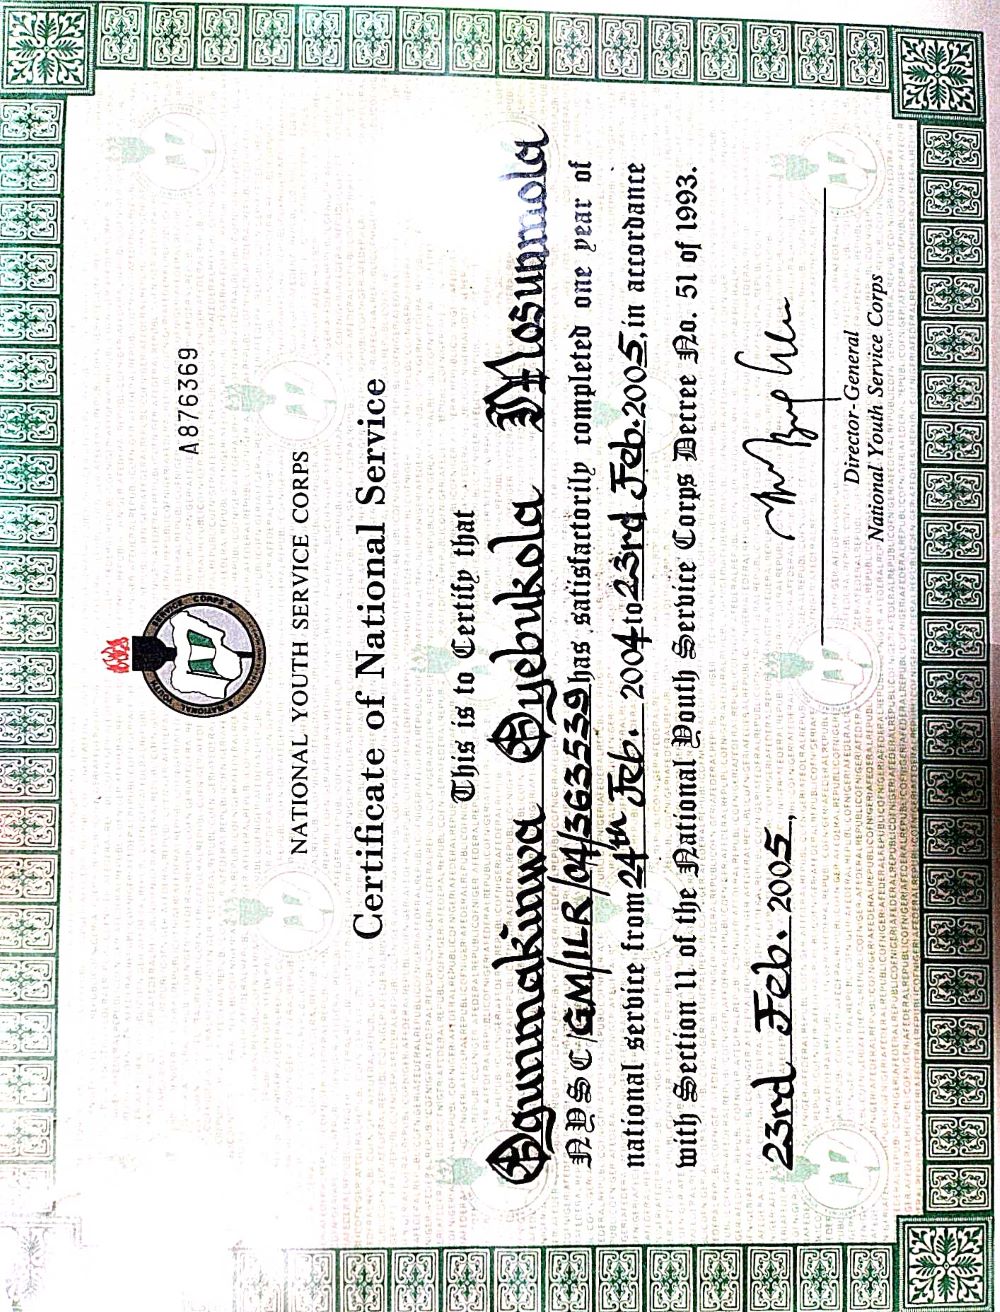 A8763369
NATIONAL YOUTH SERVICE CORPS
Certificate of National Service
This is to Certify that
Ogunmakinwa Oyebukola Mosunmola
NYSC/GM/ILR/04/363539 has satisfactorily completed one year of
national service from 24th Feb. 2004 to 23rd Feb. 2005, in accordance
with Section 11 of the National Youth Service Corps Decree No. 51 of 1993.
23rd Feb. 2005,
Director-General
National Youth Service Corps